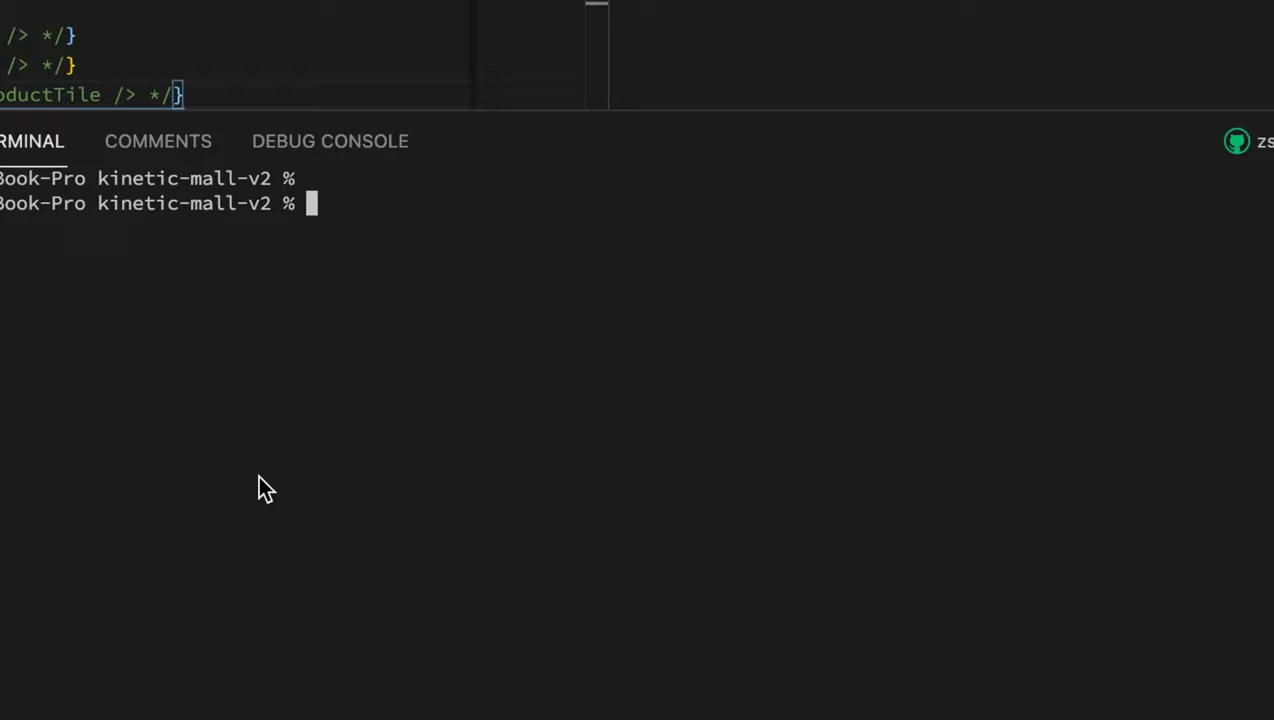 /> */}
/> */}
oductTile /> */}
RMINAL COMMENTS DEBUG CONSOLE zs
Book-Pro kinetic-mall-v2 %
Book-Pro kinetic-mall-v2 %